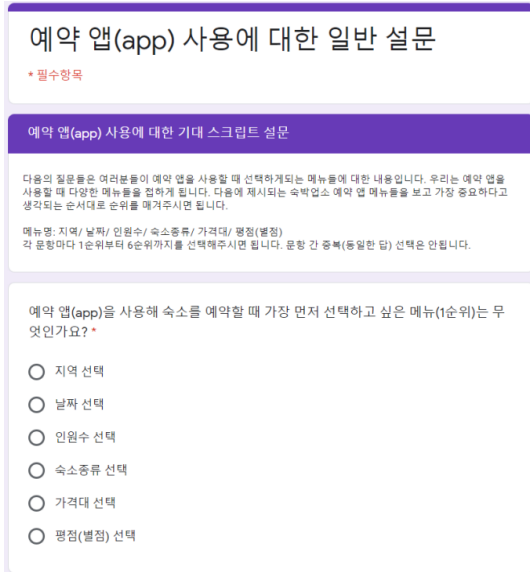 예약 앱(app) 사용에 대한 일반 설문
* 필수항목
예약 앱(app) 사용에 대한 기대 스크립트 설문
다음의 질문들은 여러분들이 예약 앱을 사용할 때 선택하게되는 메뉴들에 대한 내용입니다. 우리는 예약 앱을
사용할 때 다양한 메뉴들을 접하게 됩니다. 다음에 제시되는 숙박업소 예약 앱 메뉴들을 보고 가장 중요하다고
생각되는 순서대로 순위를 매겨주시면 됩니다.
메뉴명: 지역/ 날짜/ 인원수/ 숙소종류/ 가격대/ 평점(별점)
각 문항마다 1순위부터 6순위까지를 선택해주시면 됩니다. 문항 간 중복(동일한 답) 선택은 안됩니다.
예약 앱(app)을 사용해 숙소를 예약할 때 가장 먼저 선택하고 싶은 메뉴(1순위)는 무
엇인가요? *
지역 선택
날짜 선택
인원수 선택
숙소종류 선택
가격대 선택
평점(별점) 선택